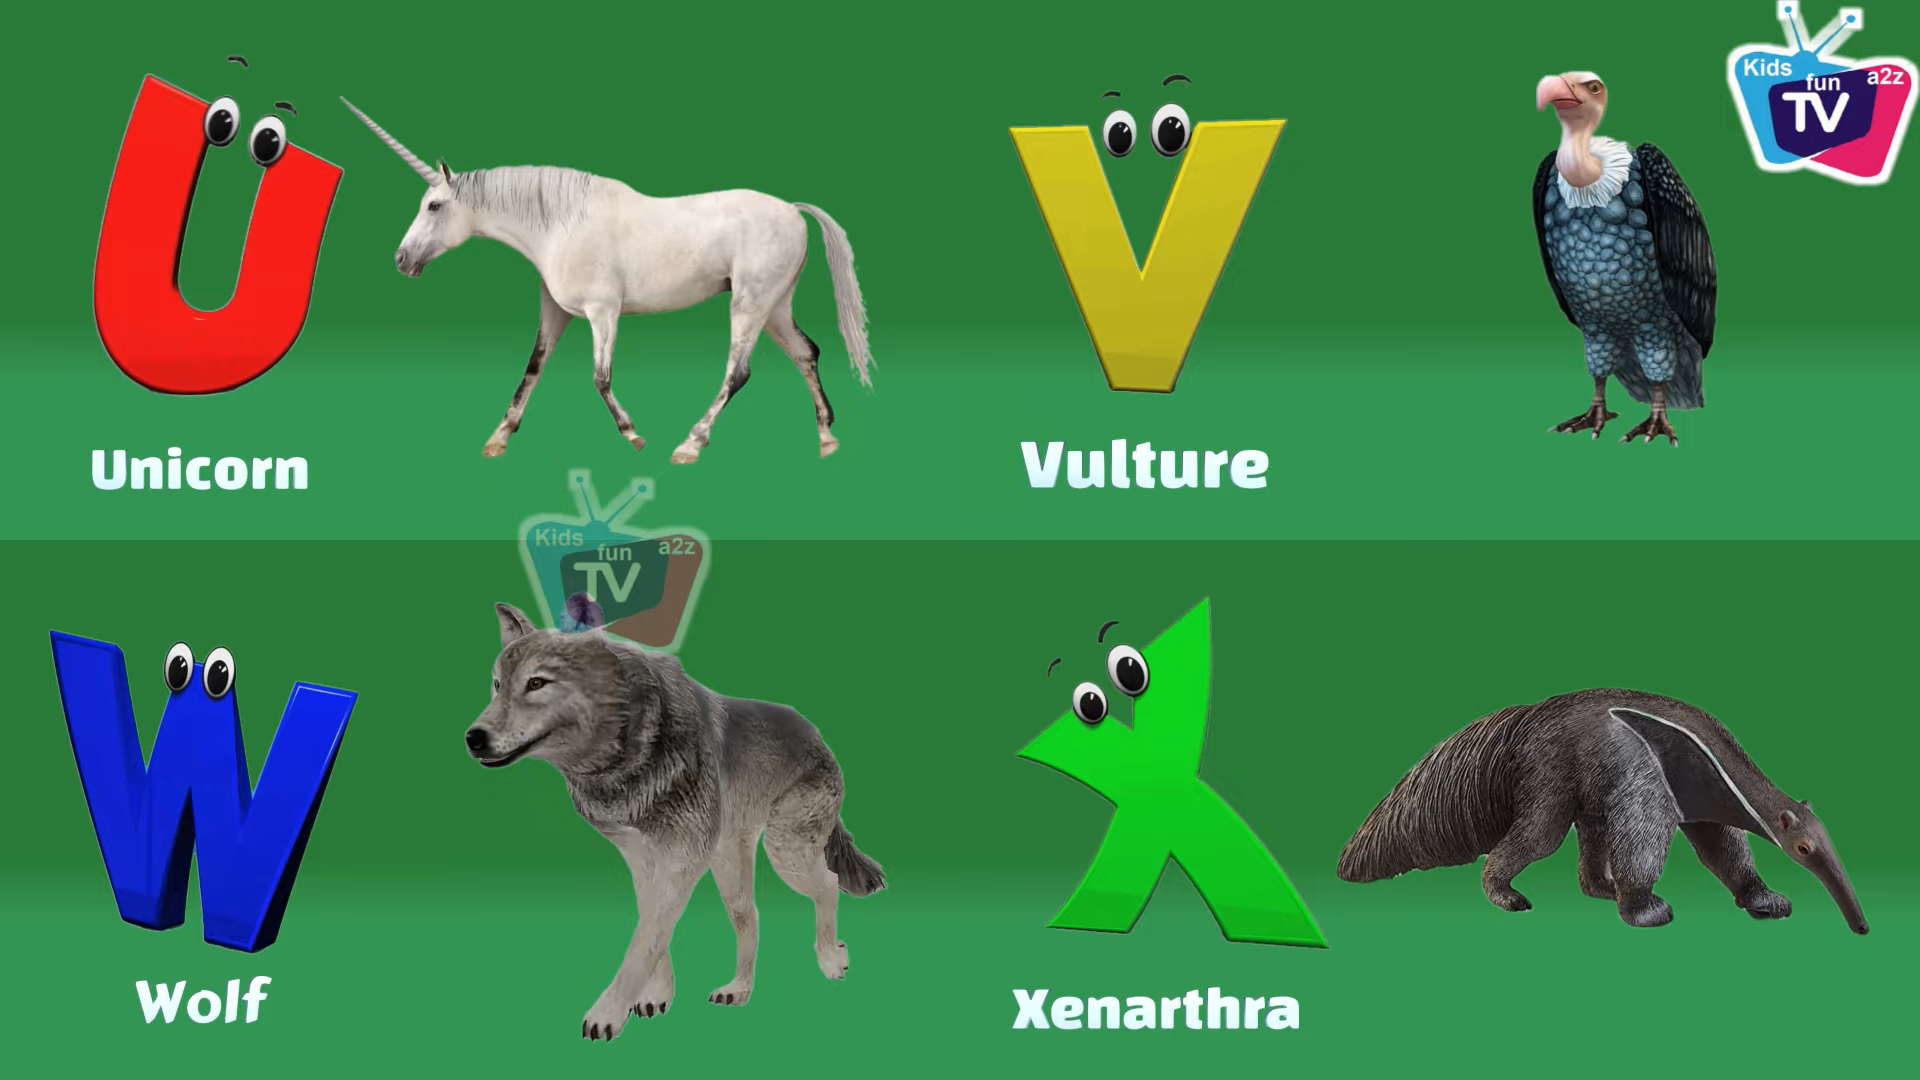 U
V
Kids
fun
a2z
TV
Unicorn
Vulture
Kids
fun
a2z
TV
W
X
Wolf
Xenarthra